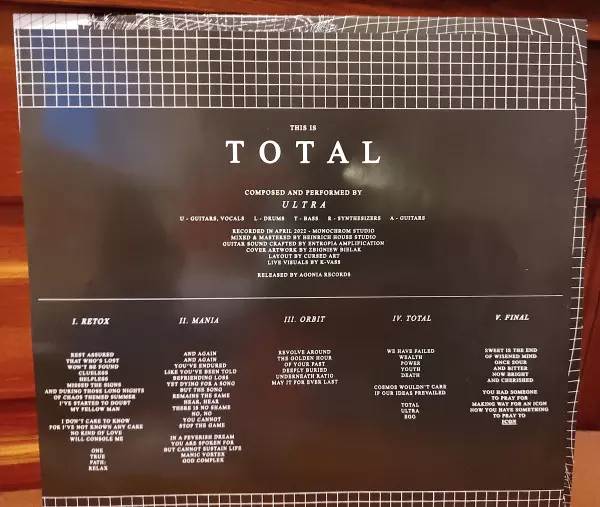 THIS IS
TOTAL
COMPOSED AND PERFORMED BY
ULTRA
U - GUITARS, VOCALS L - DRUMS T - BASS R - SYNTHESIZERS A - GUITARS
RECORDED IN APRIL 2022 - MONOCHROM STUDIO
MIXED & MASTERED BY HEINRICH HOUSE STUDIO
GUITAR SOUND CRAFTED BY ENTROPIA AMPLIFICATION
COVER ARTWORK BY ZBIGNIEW BIELAK
LAYOUT BY CURSED ART
LIVE VISUALS BY K-VASS
RELEASED BY AGONIA RECORDS
I. RETOX
REST ASSURED
THAT WHO'S LOST
WON'T BE FOUND
CLUELESS
HELPLESS
MISSED THE SIGNS
AND DURING THOSE LONG NIGHTS
OF CHAOS THEMED SUMMER
I'VE STARTED TO DOUBT
MY FELLOW MAN
I DON'T CARE TO KNOW
FOR I'VE NOT KNOWN ANY CARE
NO KIND OF LOVE
WILL CONSOLE ME
ONE
TRUE
PATH:
RELAX
II. MANIA
AND AGAIN
AND AGAIN
YOU'VE ENDURED
LIKE YOU'VE BEEN TOLD
BEFRIENDING LOSS
YET DYING FOR A SONG
BUT THE SONG
REMAINS THE SAME
HEAR, HEAR
THERE IS NO SHAME
NO, NO
YOU CANNOT
STOP THE GAME
IN A FEVERISH DREAM
YOU ARE SPOKEN FOR
BUT CANNOT SUSTAIN LIFE
MANIC VORTEX
GOD COMPLEX
III. ORBIT
REVOLVE AROUND
THE GOLDEN HOUR
OF YOUR PAST
DEEPLY BURIED
UNDERNEATH RATIO
MAY IT FOR EVER LAST
IV. TOTAL
WE HAVE FAILED
WEALTH
POWER
YOUTH
DEATH
COSMOS WOULDN'T CARE
IF OUR IDEAS PREVAILED
TOTAL
ULTRA
EGO
V. FINAL
SWEET IS THE END
OF WIZENED MIND
ONCE SOUR
AND BITTER
NOW BRIGHT
AND CHERISHED
YOU HAD SOMEONE
TO PRAY FOR
MAKING WAY FOR AN ICON
NOW YOU HAVE SOMETHING
TO PRAY TO
ICON